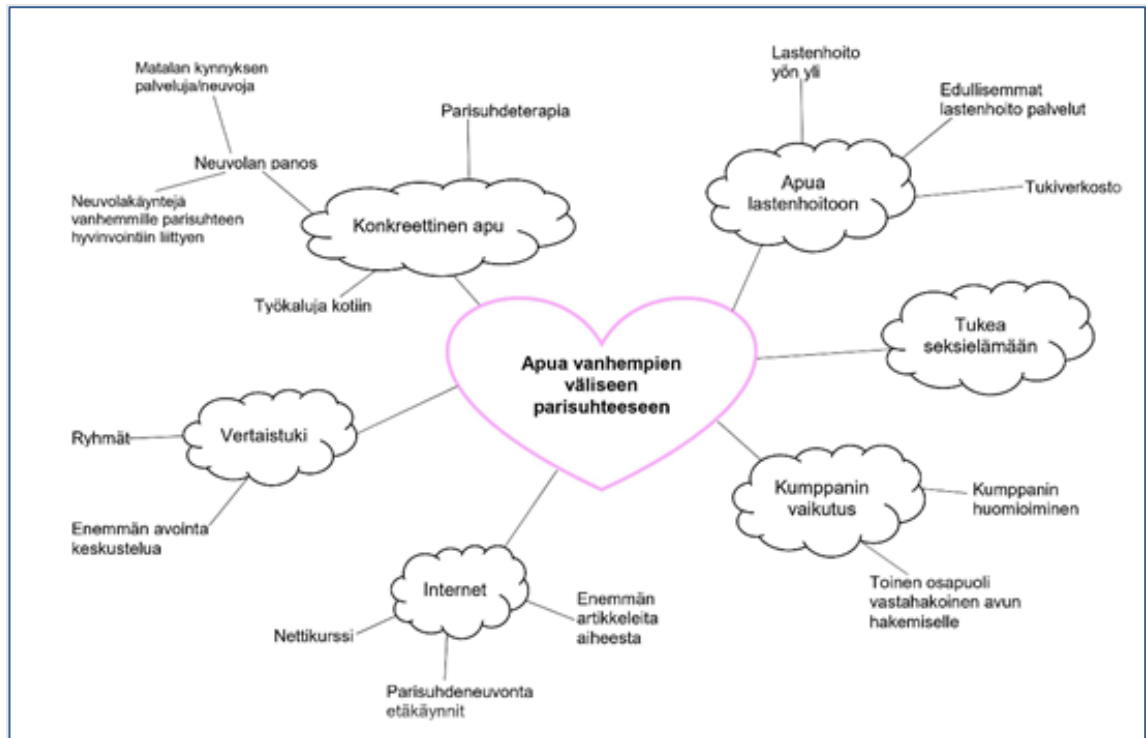 Matalan kynnyksen
palveluja/neuvoja
Neuvolan panos
Neuvolakäyntejä
vanhemmille parisuhteen
hyvinvointiin liittyen
Parisuhdeterapia
Konkreettinen apu
Työkaluja kotiin
Lastenhoito
yön yli
Edullisemmat
lastenhoito palvelut
Apua
lastenhoitoon
Tukiverkosto
Tukea
seksielämään
Apua vanhempien
väliseen
parisuhteeseen
Ryhmät
Vertaistuki
Enemmän avointa
keskustelua
Kumppanin
vaikutus
Kumppanin
huomioiminen
Toinen osapuoli
vastahakoinen avun
hakemiselle
Internet
Nettikurssi
Enemmän
artikkeleita
aiheesta
Parisuhdeneuvonta
etäkäynnit